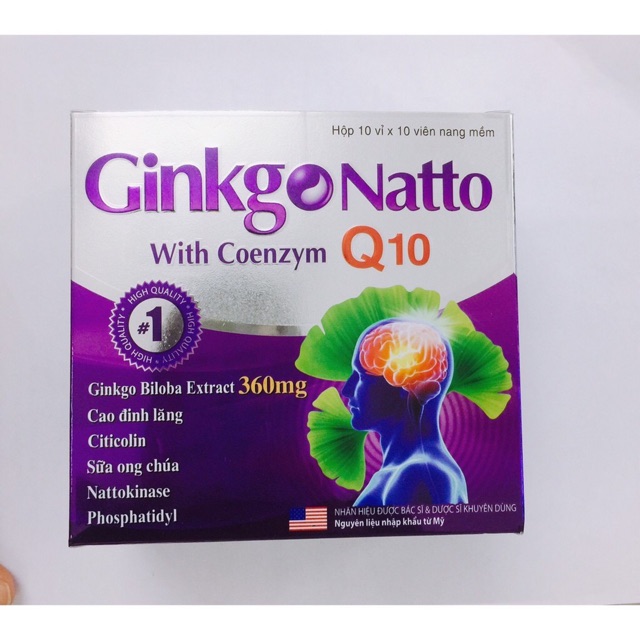 Hộp 10 vỉ x 10 viên nang mềm
Ginkgo Natto
With Coenzym Q10
HIGH QUALITY • HIGH QUALITY • HIGH QUALITY
#1
Ginkgo Biloba Extract 360mg
Cao đinh lăng
Citicolin
Sữa ong chúa
Nattokinase
Phosphatidyl
NHÃN HIỆU ĐƯỢC BÁC SĨ & DƯỢC SĨ KHUYÊN DÙNG
Nguyên liệu nhập khẩu từ Mỹ